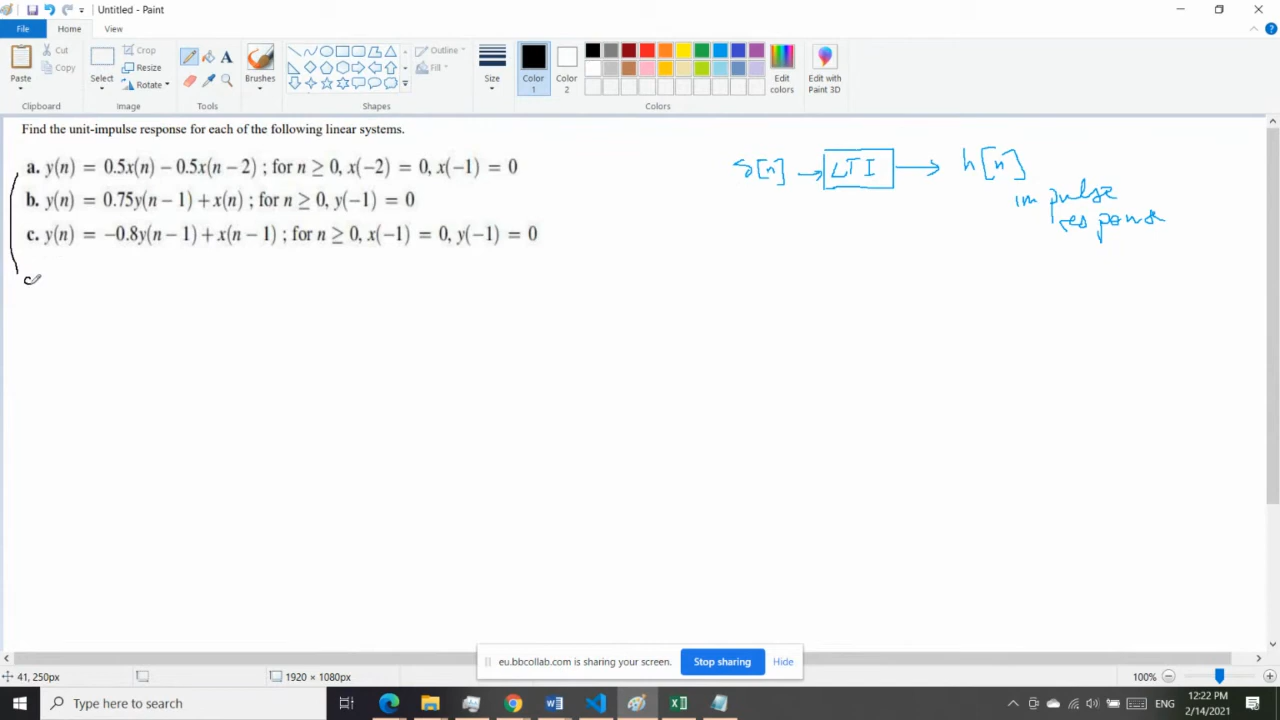 Untitled - Paint
File Home View
Paste Cut Copy
Clipboard
Select Crop Resize Rotate
Image
Tools
Brushes
Outline Fill
Shapes
Size
Color 1
Color 2
Edit colors
Colors
Edit with Paint 3D
Find the unit-impulse response for each of the following linear systems.
a. y(n) = 0.5x(n) − 0.5x(n − 2) ; for n ≥ 0, x(−2) = 0, x(−1) = 0
b. y(n) = 0.75y(n − 1) + x(n) ; for n ≥ 0, y(−1) = 0
c. y(n) = −0.8y(n − 1) + x(n − 1) ; for n ≥ 0, x(−1) = 0, y(−1) = 0
δ[n] → LTI → h[n]
impulse
response
eu.bbcollab.com is sharing your screen. Stop sharing Hide
41, 250px
1920 × 1080px
100%
Type here to search
ENG
12:22 PM
2/14/2021